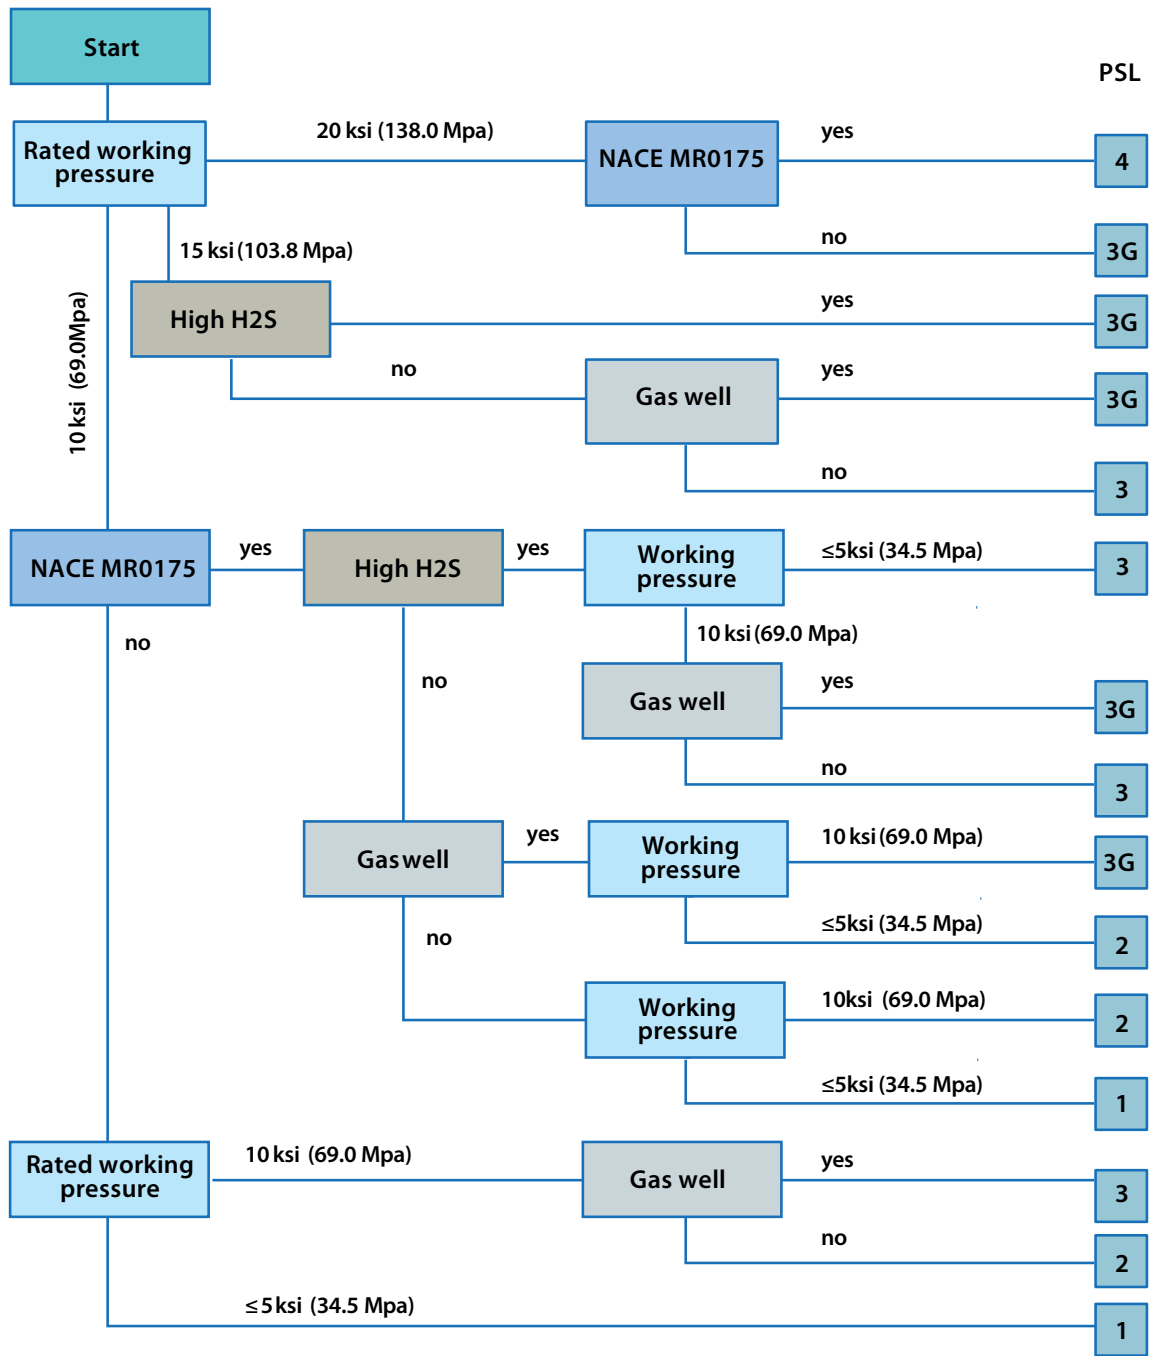 Start
PSL
Rated working
pressure
20 ksi (138.0 Mpa)
NACE MR0175
yes
4
no
3G
15 ksi (103.8 Mpa)
10 ksi (69.0Mpa)
High H2S
yes
3G
no
Gas well
yes
3G
no
3
NACE MR0175
yes
High H2S
yes
Working
pressure
≤5ksi (34.5 Mpa)
3
no
10 ksi (69.0 Mpa)
no
Gas well
yes
3G
no
3
Gas well
yes
Working
pressure
10 ksi (69.0 Mpa)
3G
no
≤5ksi (34.5 Mpa)
2
Working
pressure
10ksi (69.0 Mpa)
2
≤5ksi (34.5 Mpa)
1
Rated working
pressure
10 ksi (69.0 Mpa)
Gas well
yes
3
no
2
≤ 5 ksi (34.5 Mpa)
1